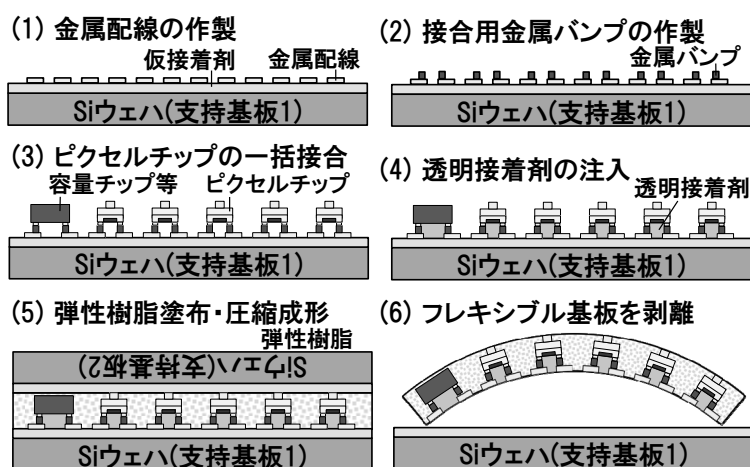 (1) 金属配線の作製
仮接着剤
金属配線
Siウェハ(支持基板1)
(2) 接合用金属バンプの作製
金属バンプ
Siウェハ(支持基板1)
(3) ピクセルチップの一括接合
容量チップ等
ピクセルチップ
Siウェハ(支持基板1)
(4) 透明接着剤の注入
透明接着剤
Siウェハ(支持基板1)
(5) 弾性樹脂塗布・圧縮成形
弾性樹脂
Siウェハ(支持基板2)
Siウェハ(支持基板1)
(6) フレキシブル基板を剥離
Siウェハ(支持基板1)